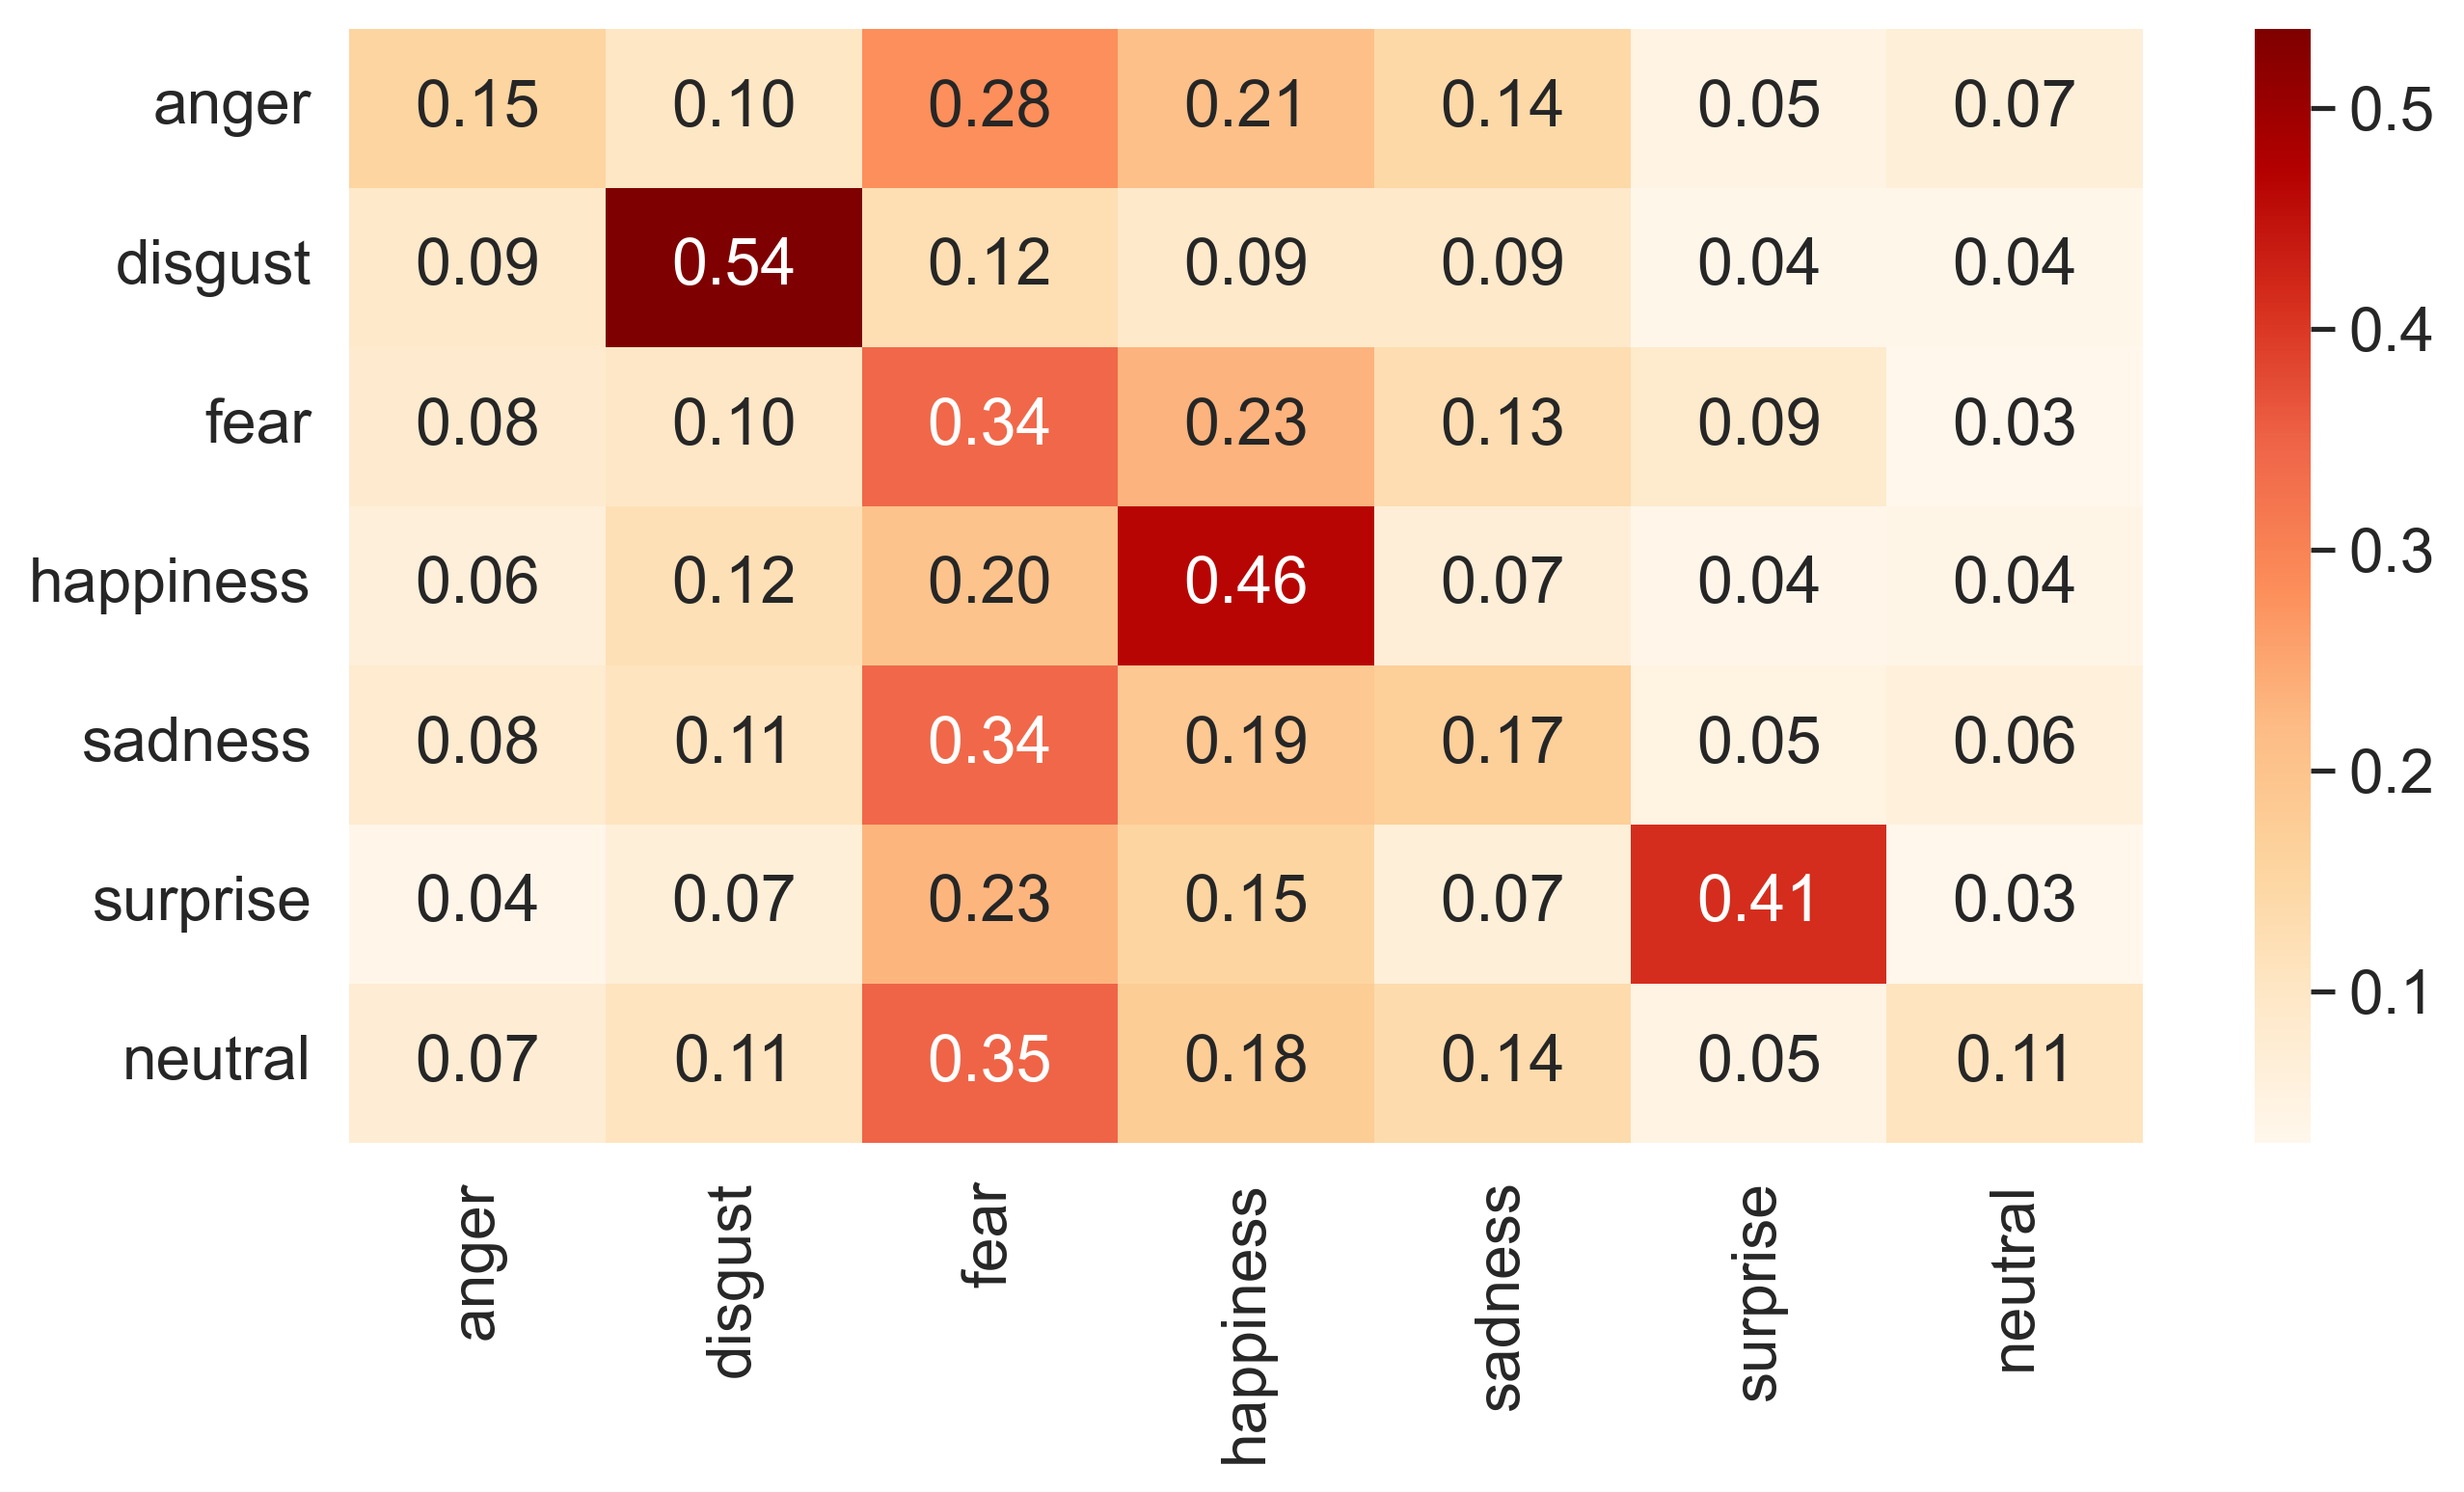 anger 0.15 0.10 0.28 0.21 0.14 0.05 0.07
disgust 0.09 0.54 0.12 0.09 0.09 0.04 0.04
fear 0.08 0.10 0.34 0.23 0.13 0.09 0.03
happiness 0.06 0.12 0.20 0.46 0.07 0.04 0.04
sadness 0.08 0.11 0.34 0.19 0.17 0.05 0.06
surprise 0.04 0.07 0.23 0.15 0.07 0.41 0.03
neutral 0.07 0.11 0.35 0.18 0.14 0.05 0.11
anger disgust fear happiness sadness surprise neutral
0.5
0.4
0.3
0.2
0.1